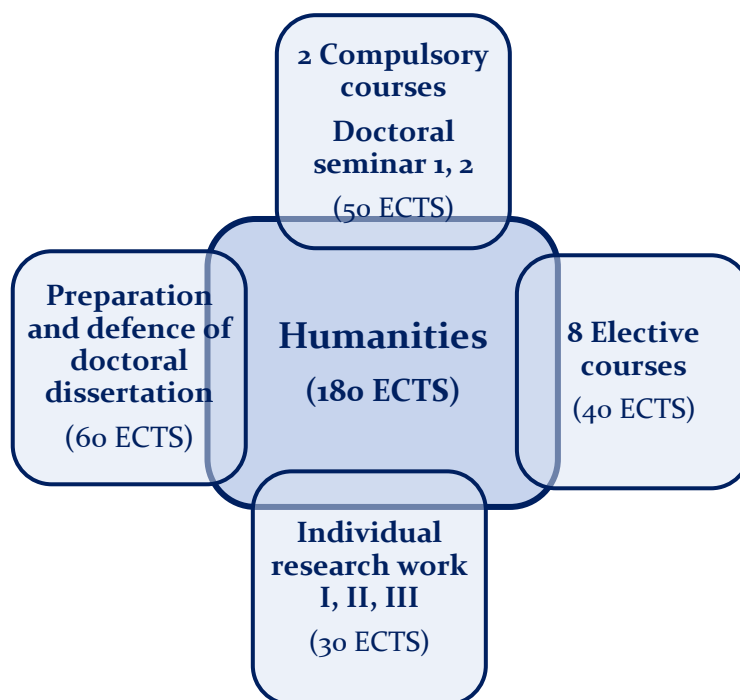 2 Compulsory
courses
Doctoral
seminar 1, 2
(50 ECTS)
Preparation
and defence of
doctoral
dissertation
(60 ECTS)
Humanities
(180 ECTS)
8 Elective
courses
(40 ECTS)
Individual
research work
I, II, III
(30 ECTS)